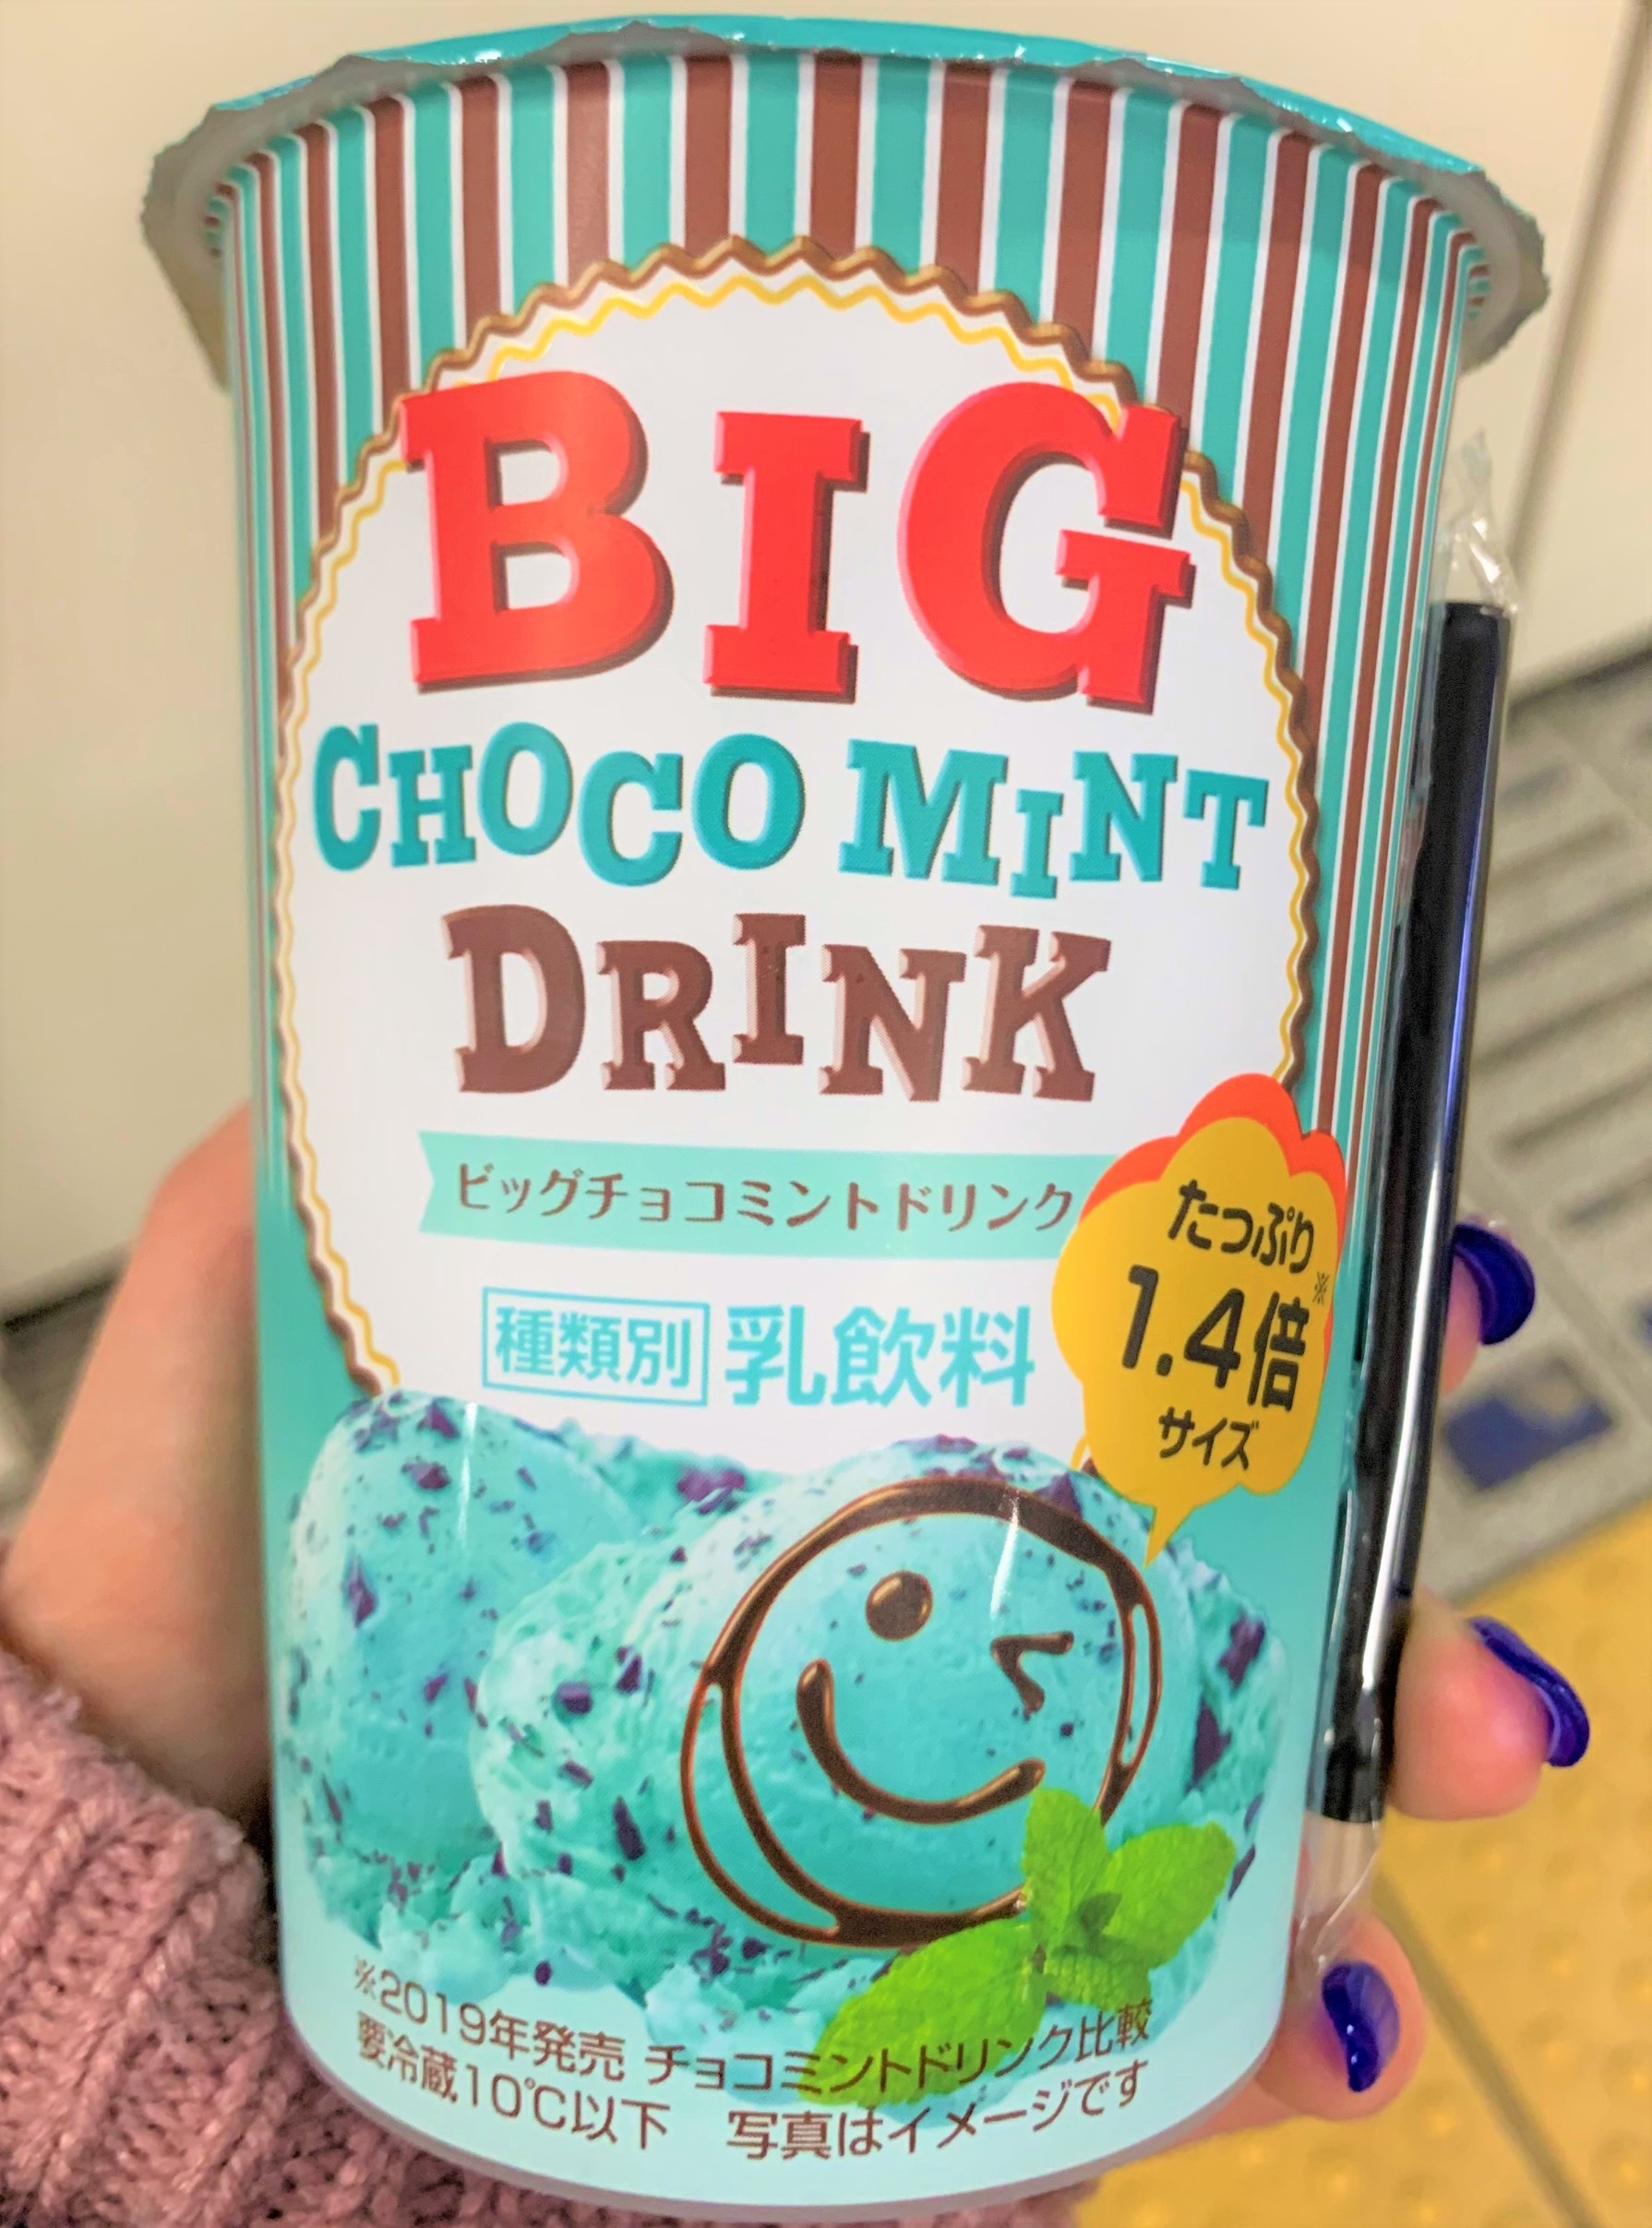 BIG
CHOCO MINT
DRINK
ビッグチョコミントドリンク
種類別 乳飲料
たっぷり
1.4倍※
サイズ
※2019年発売 チョコミントドリンク比較
要冷蔵10℃以下 写真はイメージです